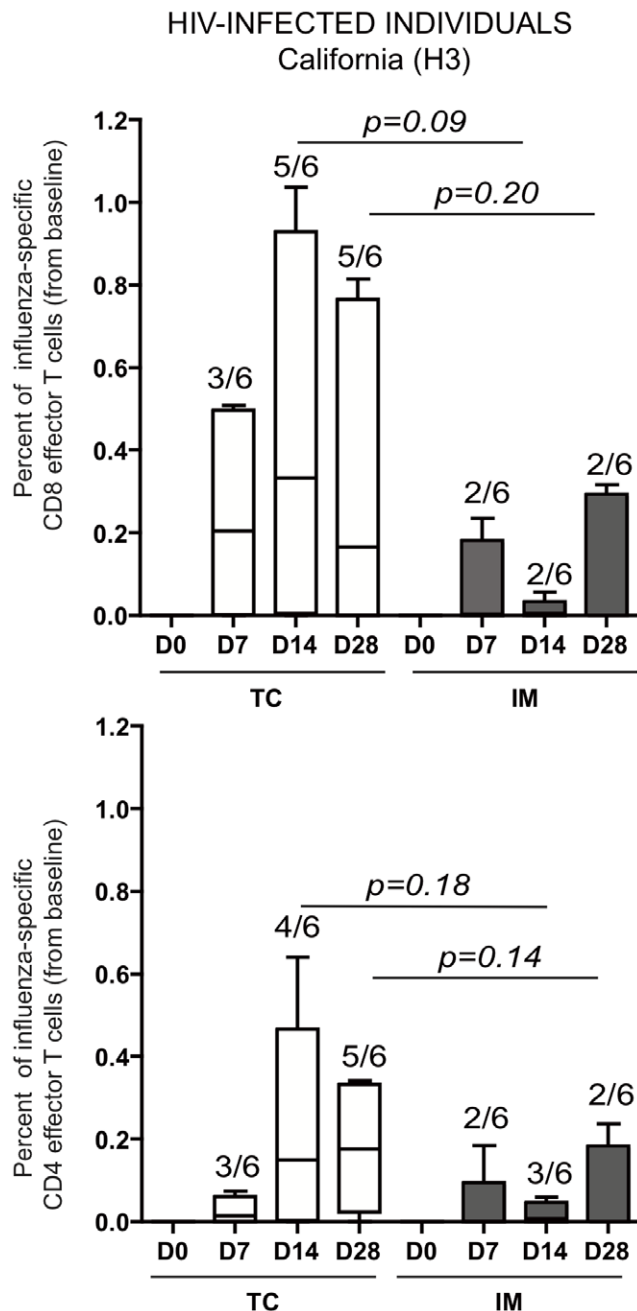 HIV-INFECTED INDIVIDUALS
California (H3)
Percent of influenza-specific
CD8 effector T cells (from baseline)
1.2
1.0
0.8
0.6
0.4
0.2
0.0
p=0.09
p=0.20
3/6
5/6
5/6
2/6
2/6
2/6
D0 D7 D14 D28 D0 D7 D14 D28
TC IM
Percent of influenza-specific
CD4 effector T cells (from baseline)
1.2
1.0
0.8
0.6
0.4
0.2
0.0
p=0.18
p=0.14
3/6
4/6
5/6
2/6
3/6
2/6
D0 D7 D14 D28 D0 D7 D14 D28
TC IM